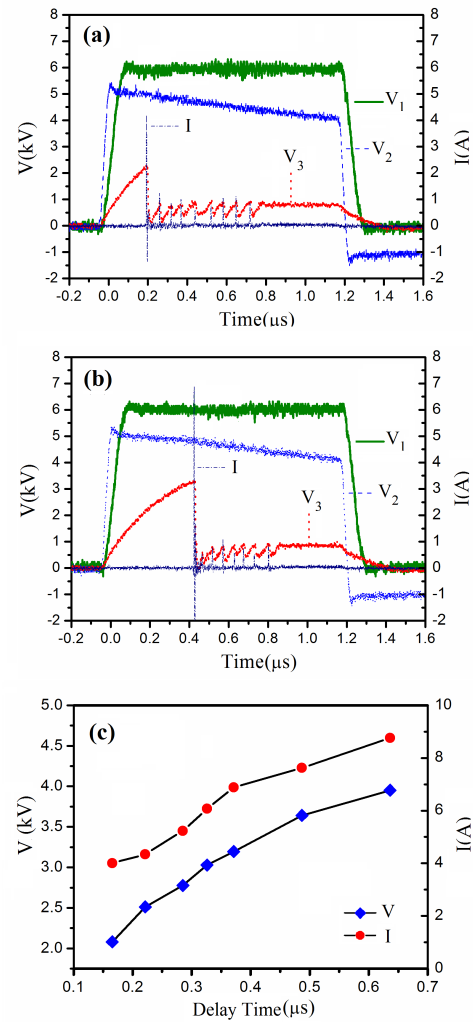 (a)
V(kV)
8
7
6
5
4
3
2
1
0
-1
-2
I
V₁
V₂
V₃
8
7
6
5
4
3
2
1
0
-1
-2
I(A)
-0.2 0.0 0.2 0.4 0.6 0.8 1.0 1.2 1.4 1.6
Time(μs)
(b)
V(kV)
8
7
6
5
4
3
2
1
0
-1
-2
I
V₁
V₂
V₃
8
7
6
5
4
3
2
1
0
-1
-2
I(A)
-0.2 0.0 0.2 0.4 0.6 0.8 1.0 1.2 1.4 1.6
Time(μs)
(c)
V (kV)
5.0
4.5
4.0
3.5
3.0
2.5
2.0
V
I
10
8
6
4
2
0
I(A)
0.1 0.2 0.3 0.4 0.5 0.6 0.7
Delay Time(μs)